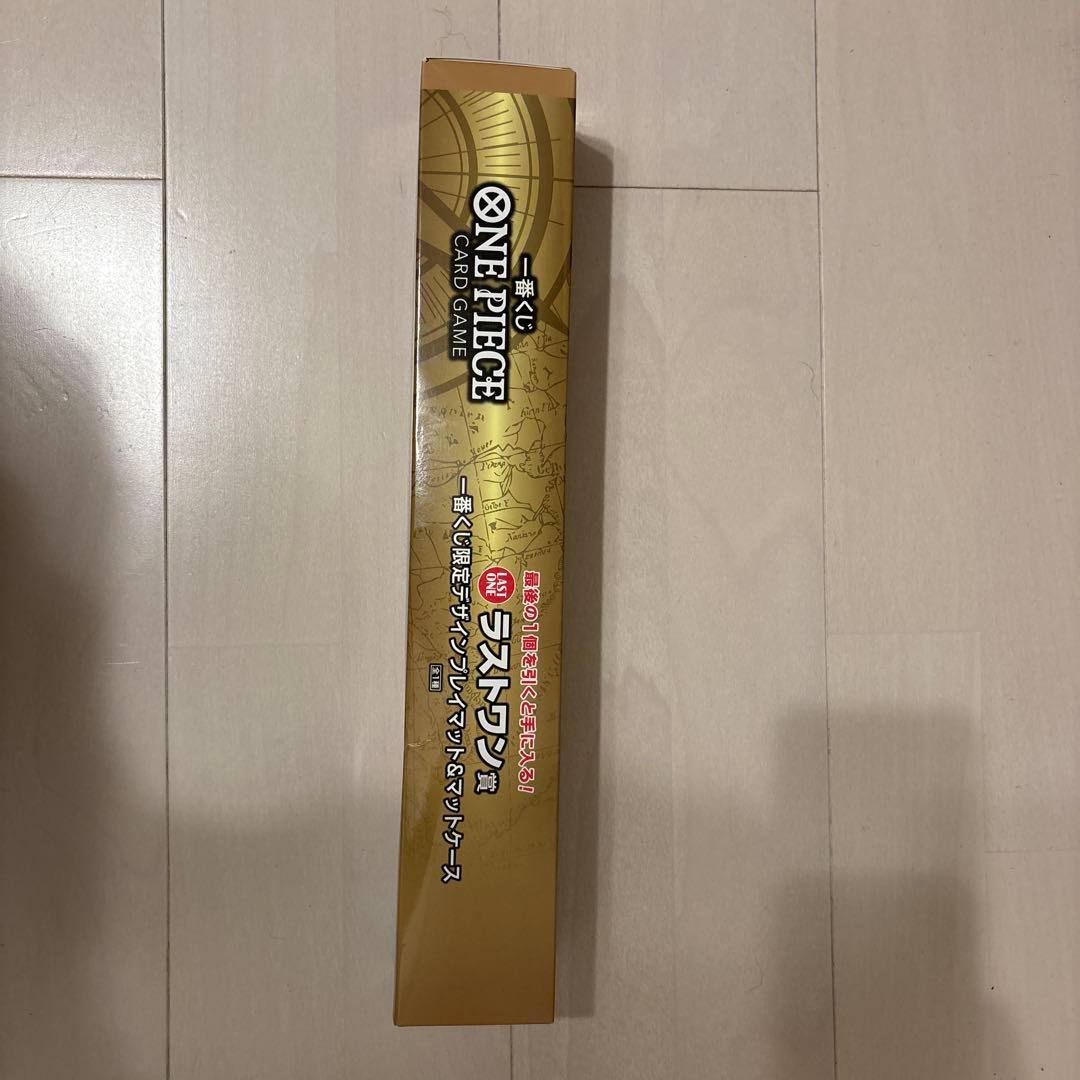 一番くじ
ONE PIECE
CARD GAME
最後の1個を引くと手に入る!
LAST
ONE
ラストワン賞
一番くじ限定デザインプレイマット&マットケース
全1種